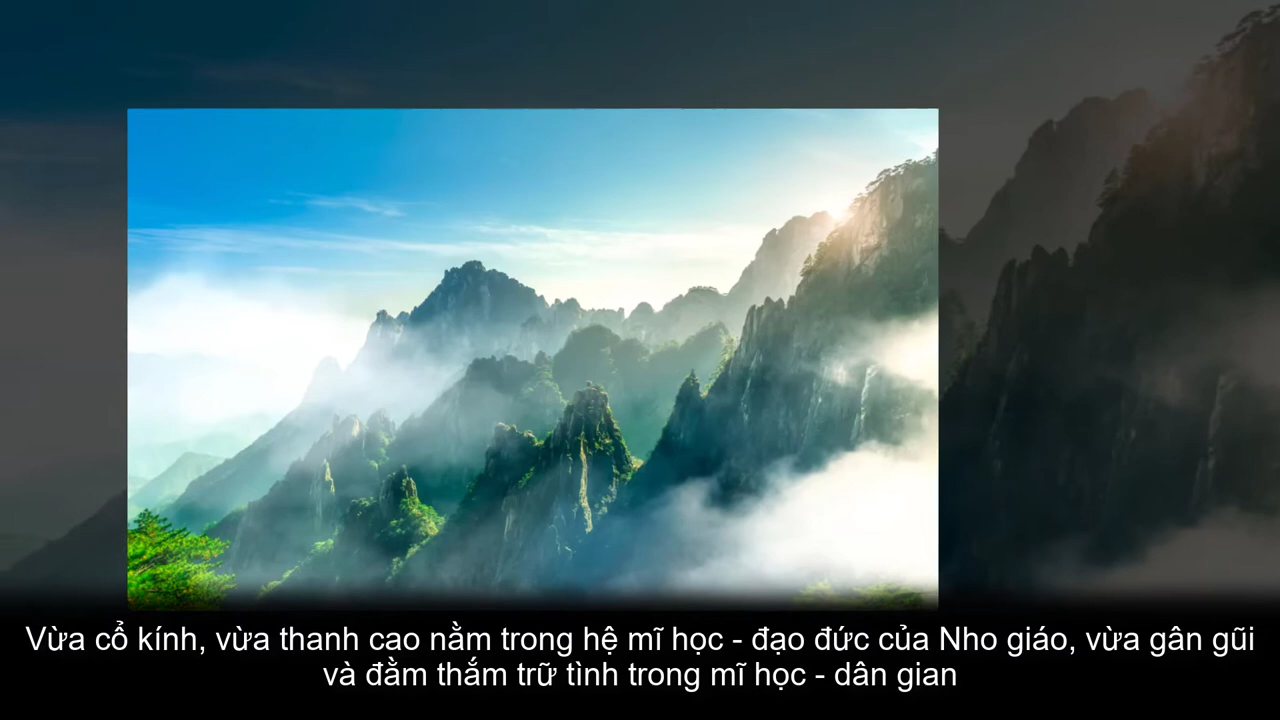 Vừa cổ kính, vừa thanh cao nằm trong hệ mĩ học - đạo đức của Nho giáo, vừa gân gũi
và đằm thắm trữ tình trong mĩ học - dân gian